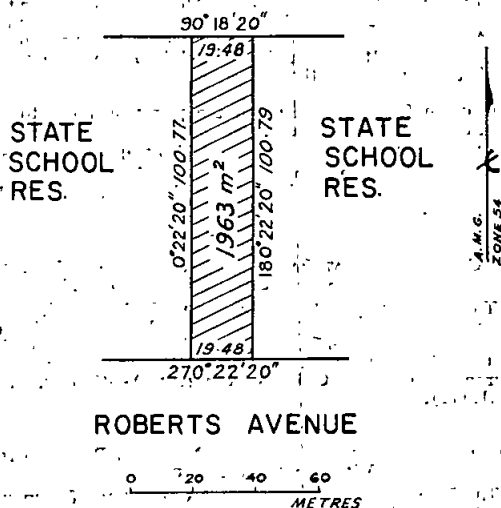 90° 18' 20"
19·48
STATE
SCHOOL
RES.
0° 22' 20" 100·77
1963 m²
180° 22' 20" 100·79
STATE
SCHOOL
RES.
A.M.G.
ZONE 54
19·48
270° 22' 20"
ROBERTS AVENUE
0 20 40 60
METRES